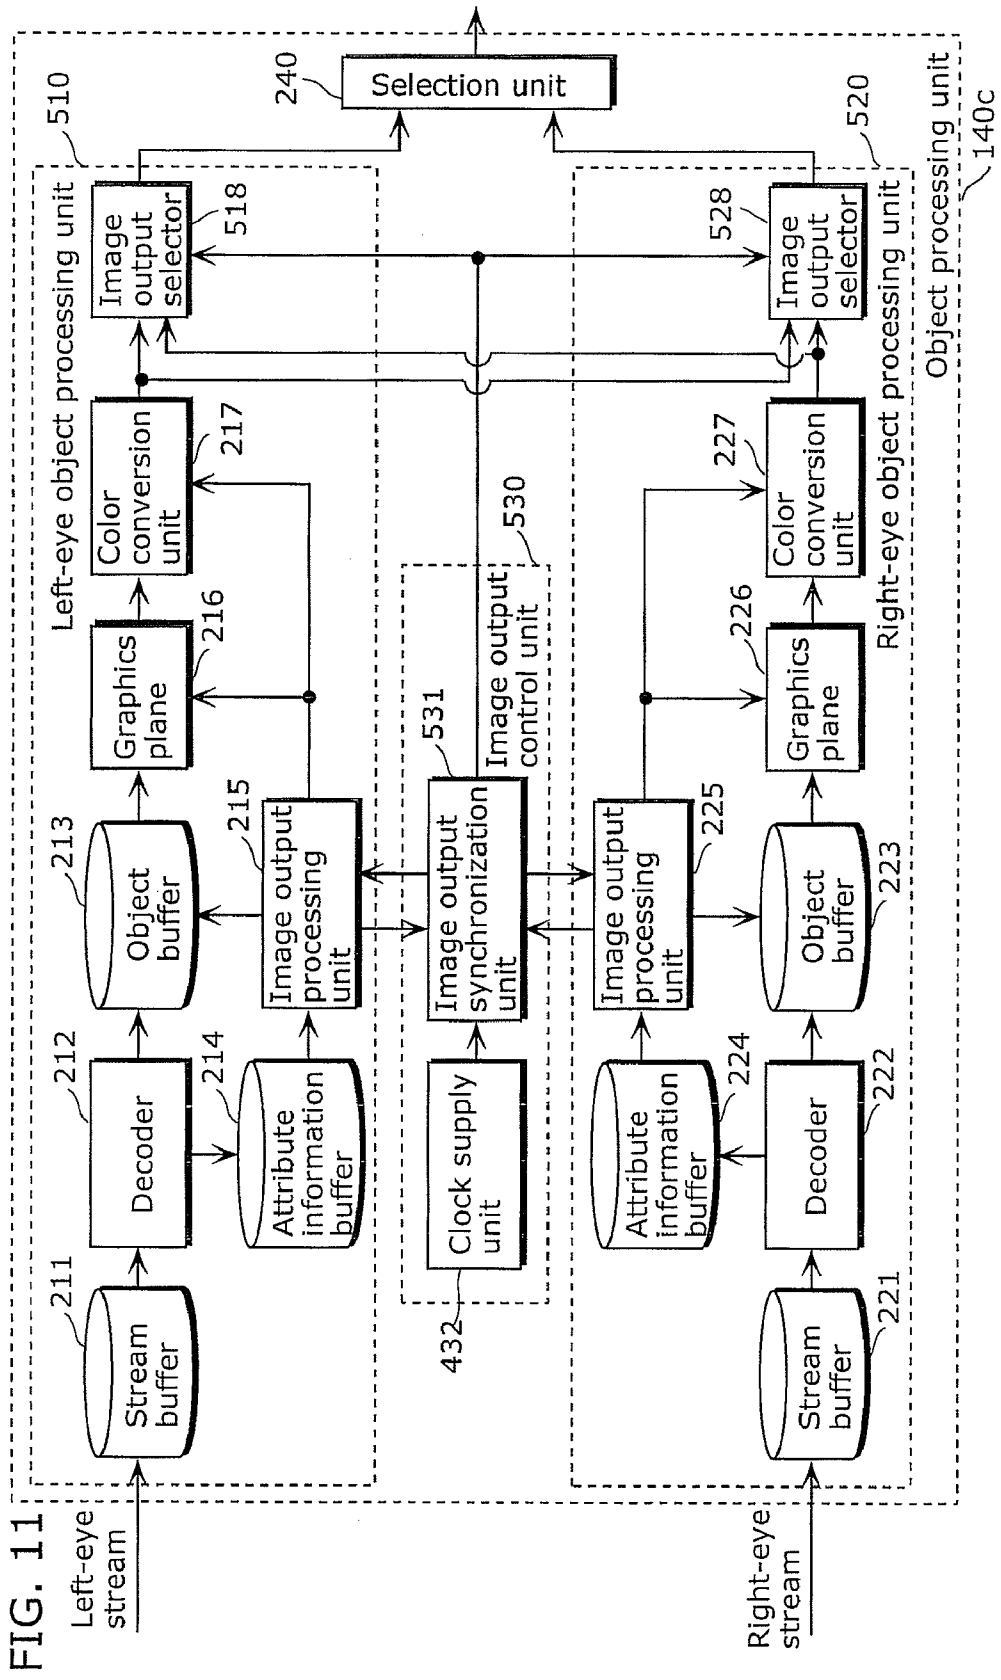 FIG. 11
Object processing unit
140c
Left-eye object processing unit
510
Left-eye
stream
Stream
buffer
211
Decoder
212
Object
buffer
213
Graphics
plane
216
Color
conversion
unit
217
Image
output
selector
518
Attribute
information
buffer
214
Image output
processing
unit
215
Clock supply
unit
432
Image output
synchronization
unit
531
Image output
control unit
530
Selection unit
240
Attribute
information
buffer
224
Image output
processing
unit
225
Right-eye
stream
Stream
buffer
221
Decoder
222
Object
buffer
223
Graphics
plane
226
Color
conversion
unit
227
Image
output
selector
528
Right-eye object processing unit
520